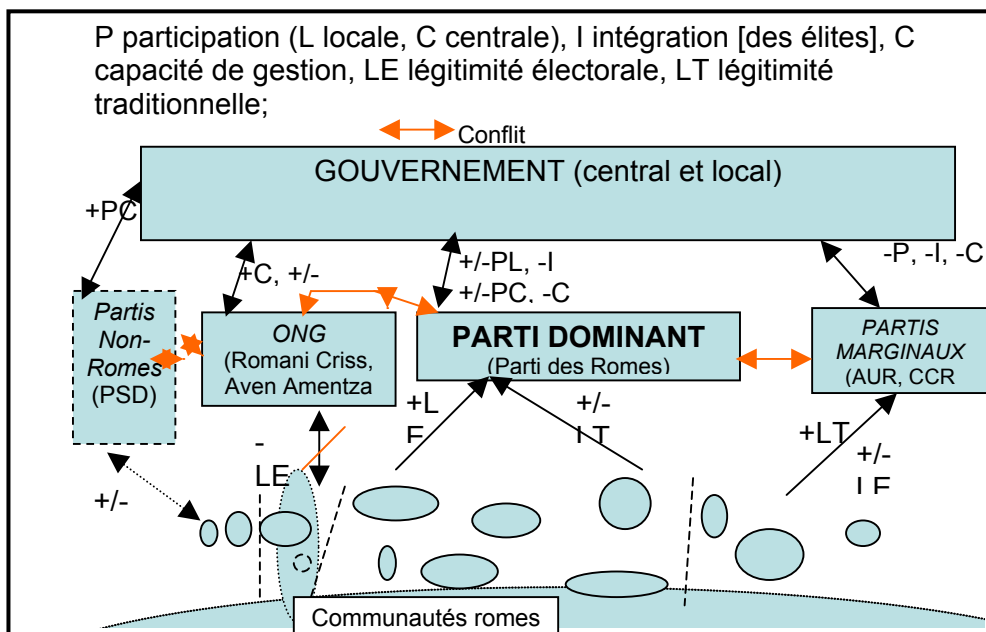 P participation (L locale, C centrale), I intégration [des élites], C
capacité de gestion, LE légitimité électorale, LT légitimité
traditionnelle;
Conflit
GOUVERNEMENT (central et local)
+PC
+C, +/-
+/-PL, -I
+/-PC, -C
-P, -I, -C
Partis
Non-
Romes
(PSD)
ONG
(Romani Criss,
Aven Amentza
PARTI DOMINANT
(Parti des Romes)
PARTIS
MARGINAUX
(AUR, CCR
+/-
-
LE
+L
E
+/-
LT
+LT
+/-
LE
Communautés romes